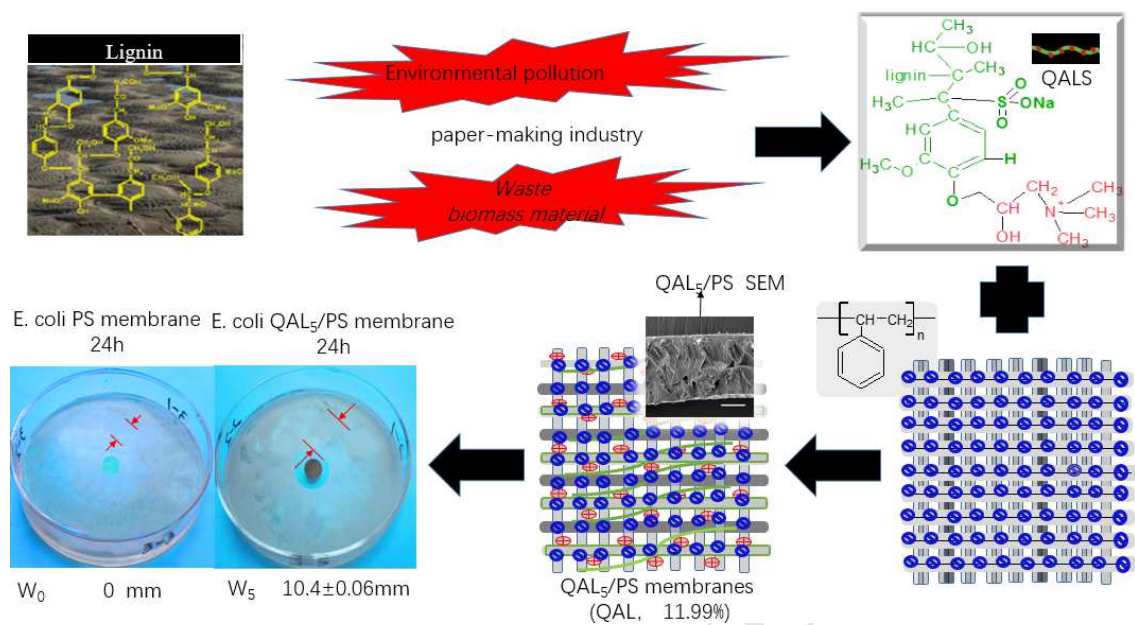 Lignin
Environmental pollution
paper-making industry
Waste
biomass material
QALS
CH₃
CH
OH
lignin
CH₃
H₃C
S
O
O
ONa
HC
H
CH₃O
O
CH₂
CH
N⁺
OH
CH₃
CH₃
CH₃
QAL₅/PS SEM
E. coli PS membrane
24h
E. coli QAL₅/PS membrane
24h
CH
CH₂
n
W₀ 0 mm
W₅ 10.4±0.06mm
QAL₅/PS membranes
(QAL, 11.99%)